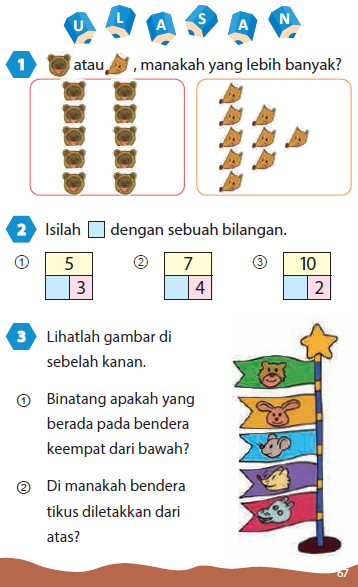 ULASAN
1 atau , manakah yang lebih banyak?
2 Isilah dengan sebuah bilangan.
① 5 3
② 7 4
③ 10 2
3 Lihatlah gambar di
sebelah kanan.
① Binatang apakah yang
berada pada bendera
keempat dari bawah?
② Di manakah bendera
tikus diletakkan dari
atas?
67